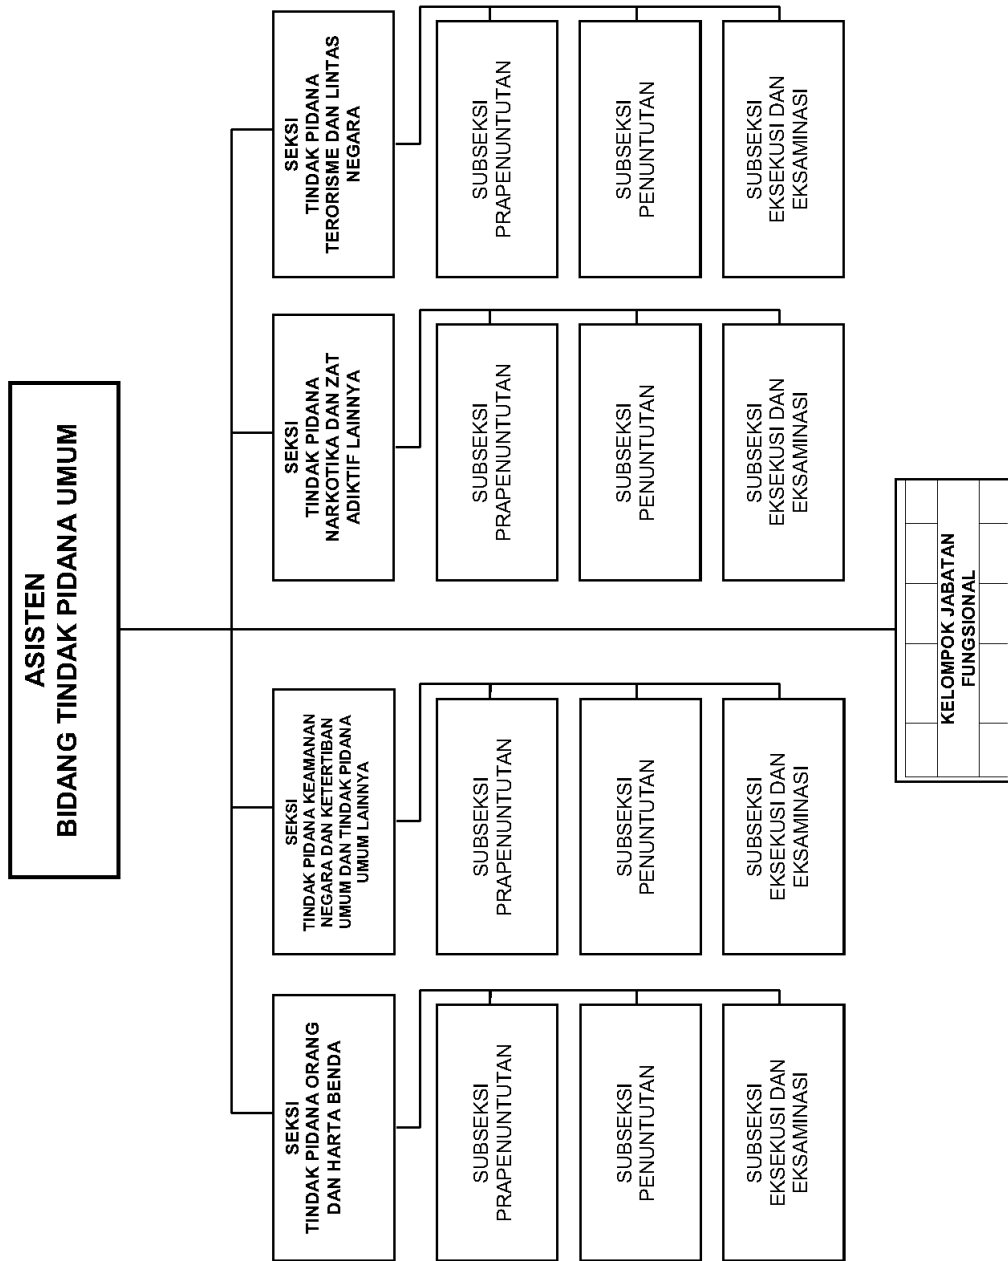 ASISTEN
BIDANG TINDAK PIDANA UMUM
SEKSI
TINDAK PIDANA ORANG
DAN HARTA BENDA
SUBSEKSI
PRAPENUNTUTAN
SUBSEKSI
PENUNTUTAN
SUBSEKSI
EKSEKUSI DAN
EKSAMINASI
SEKSI
TINDAK PIDANA KEAMANAN
NEGARA DAN KETERTIBAN
UMUM DAN TINDAK PIDANA
UMUM LAINNYA
SUBSEKSI
PRAPENUNTUTAN
SUBSEKSI
PENUNTUTAN
SUBSEKSI
EKSEKUSI DAN
EKSAMINASI
SEKSI
TINDAK PIDANA
NARKOTIKA DAN ZAT
ADIKTIF LAINNYA
SUBSEKSI
PRAPENUNTUTAN
SUBSEKSI
PENUNTUTAN
SUBSEKSI
EKSEKUSI DAN
EKSAMINASI
SEKSI
TINDAK PIDANA
TERORISME DAN LINTAS
NEGARA
SUBSEKSI
PRAPENUNTUTAN
SUBSEKSI
PENUNTUTAN
SUBSEKSI
EKSEKUSI DAN
EKSAMINASI
KELOMPOK JABATAN
FUNGSIONAL